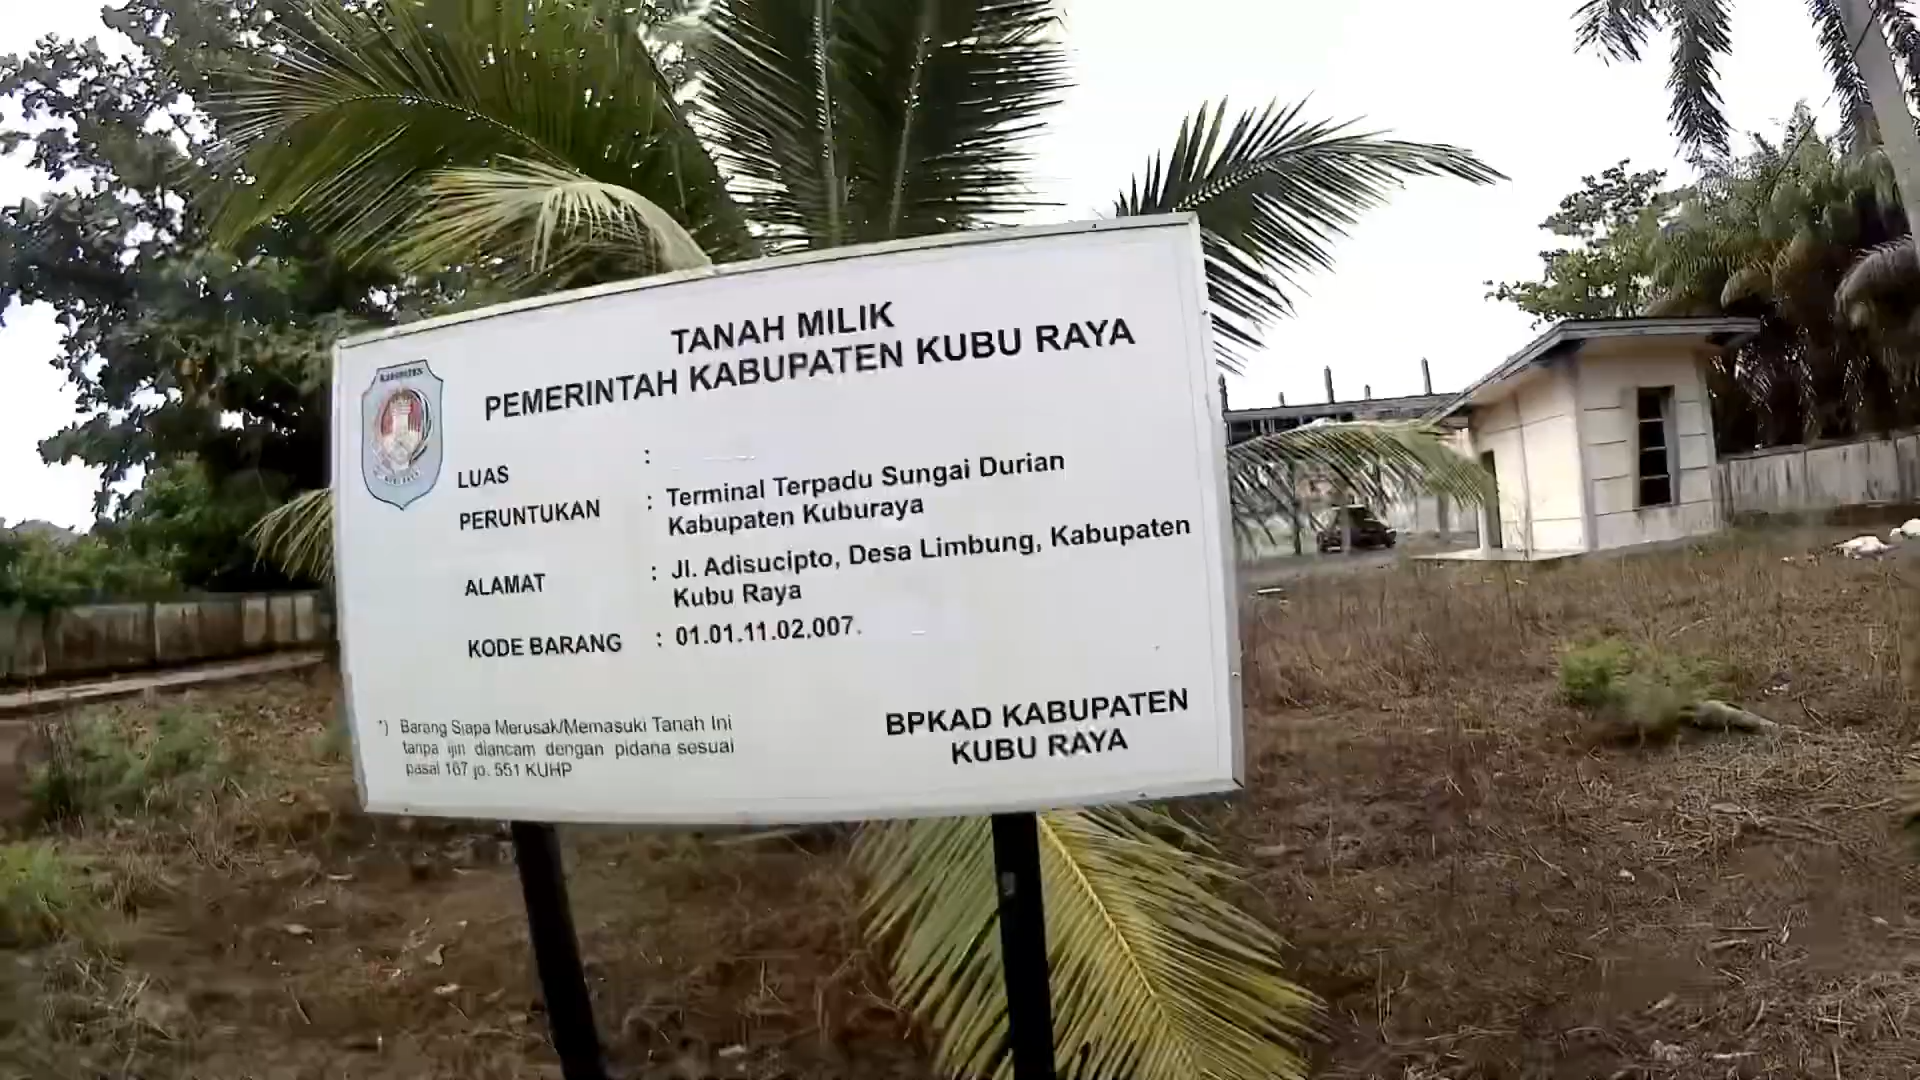 TANAH MILIK
PEMERINTAH KABUPATEN KUBU RAYA
KABUPATEN
LUAS :
PERUNTUKAN : Terminal Terpadu Sungai Durian
Kabupaten Kuburaya
ALAMAT : Jl. Adisucipto, Desa Limbung, Kabupaten
Kubu Raya
KODE BARANG : 01.01.11.02.007.
*) Barang Siapa Merusak/Memasuki Tanah Ini
tanpa ijin diancam dengan pidana sesuai
pasal 167 jo. 551 KUHP
BPKAD KABUPATEN
KUBU RAYA